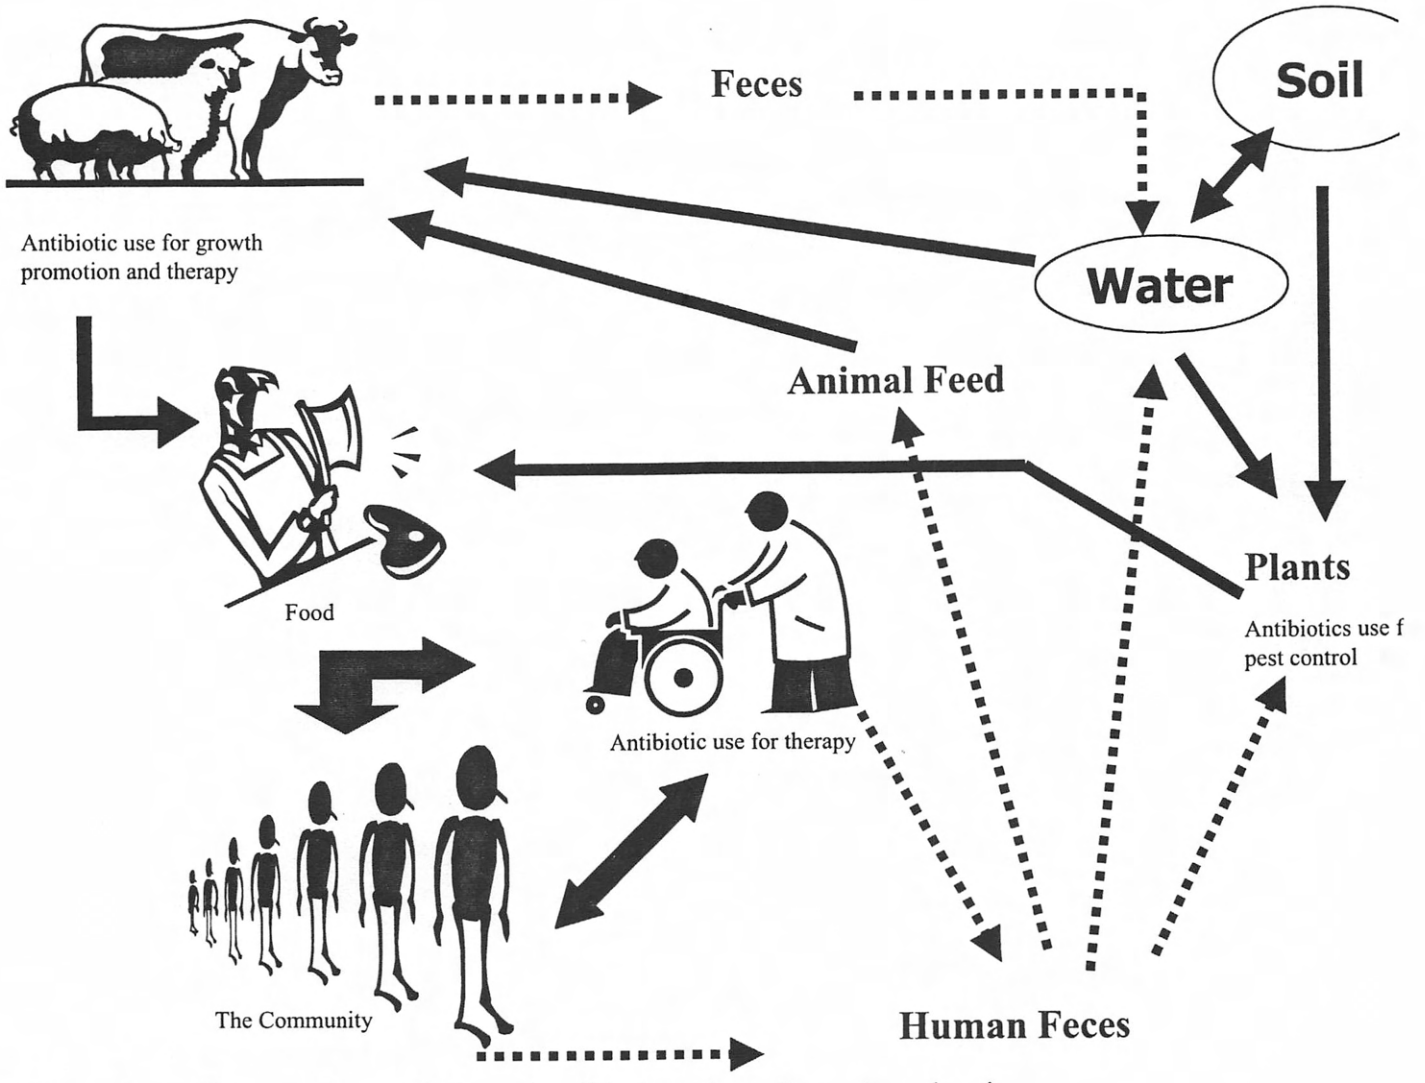 Feces
Soil
Antibiotic use for growth
promotion and therapy
Water
Animal Feed
Plants
Food
Antibiotics use f
pest control
Antibiotic use for therapy
The Community
Human Feces